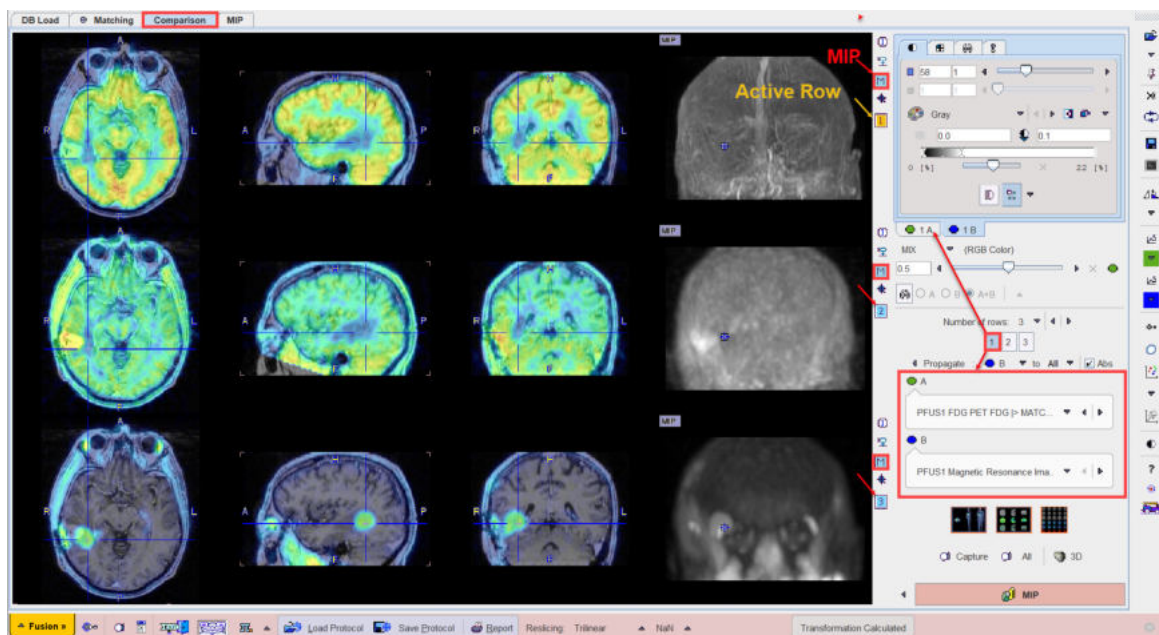 DB Load
Matching
Comparison
MIP
MIP
MIP
Active Row
M
1
58
1
Gray
0.0
0.1
0
[%]
22
[%]
A
R
L
H
A
P
F
H
R
L
F
1 A
1 B
MIX
(RGB Color)
0.5
A
B
A+B
Number of rows:
3
1
2
3
Propagate
B
to
All
Abs
A
PFUS1 FDG PET FDG |> MATC...
B
PFUS1 Magnetic Resonance Ima..
M
2
A
R
L
MIP
M
3
Capture
All
3D
MIP
Fusion »
Load Protocol
Save Protocol
Report
Reslicing:
Trilinear
NaN
Transformation Calculated